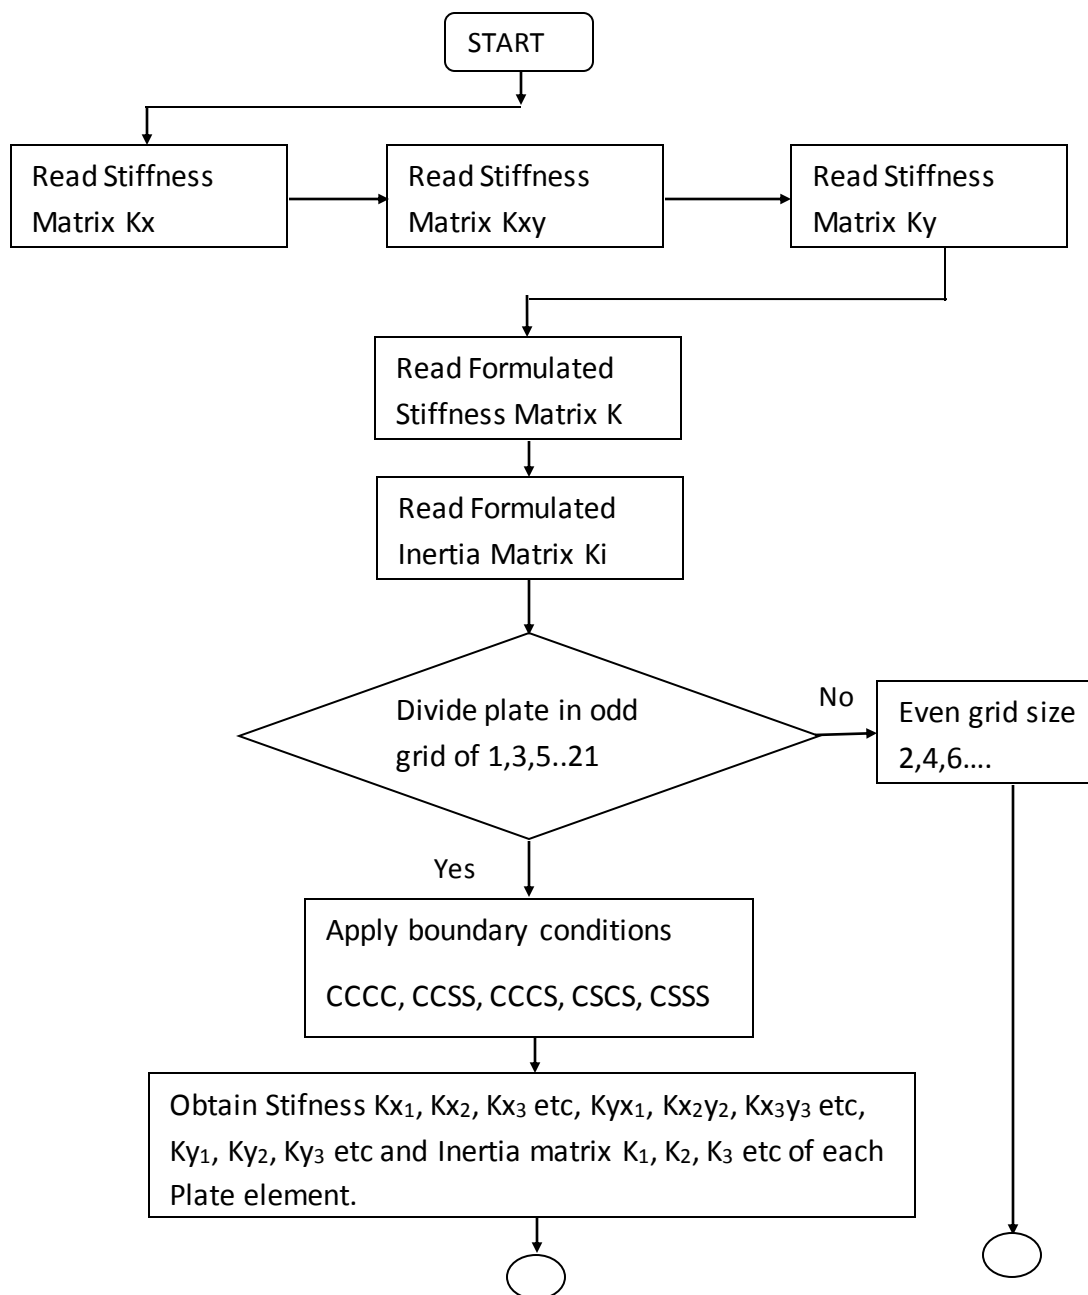 START
Read Stiffness
Matrix Kx
Read Stiffness
Matrix Kxy
Read Stiffness
Matrix Ky
Read Formulated
Stiffness Matrix K
Read Formulated
Inertia Matrix Ki
Divide plate in odd
grid of 1,3,5..21
No
Even grid size
2,4,6....
Yes
Apply boundary conditions
CCCC, CCSS, CCCS, CSCS, CSSS
Obtain Stifness Kx₁, Kx₂, Kx₃ etc, Kyx₁, Kx₂y₂, Kx₃y₃ etc,
Ky₁, Ky₂, Ky₃ etc and Inertia matrix K₁, K₂, K₃ etc of each
Plate element.